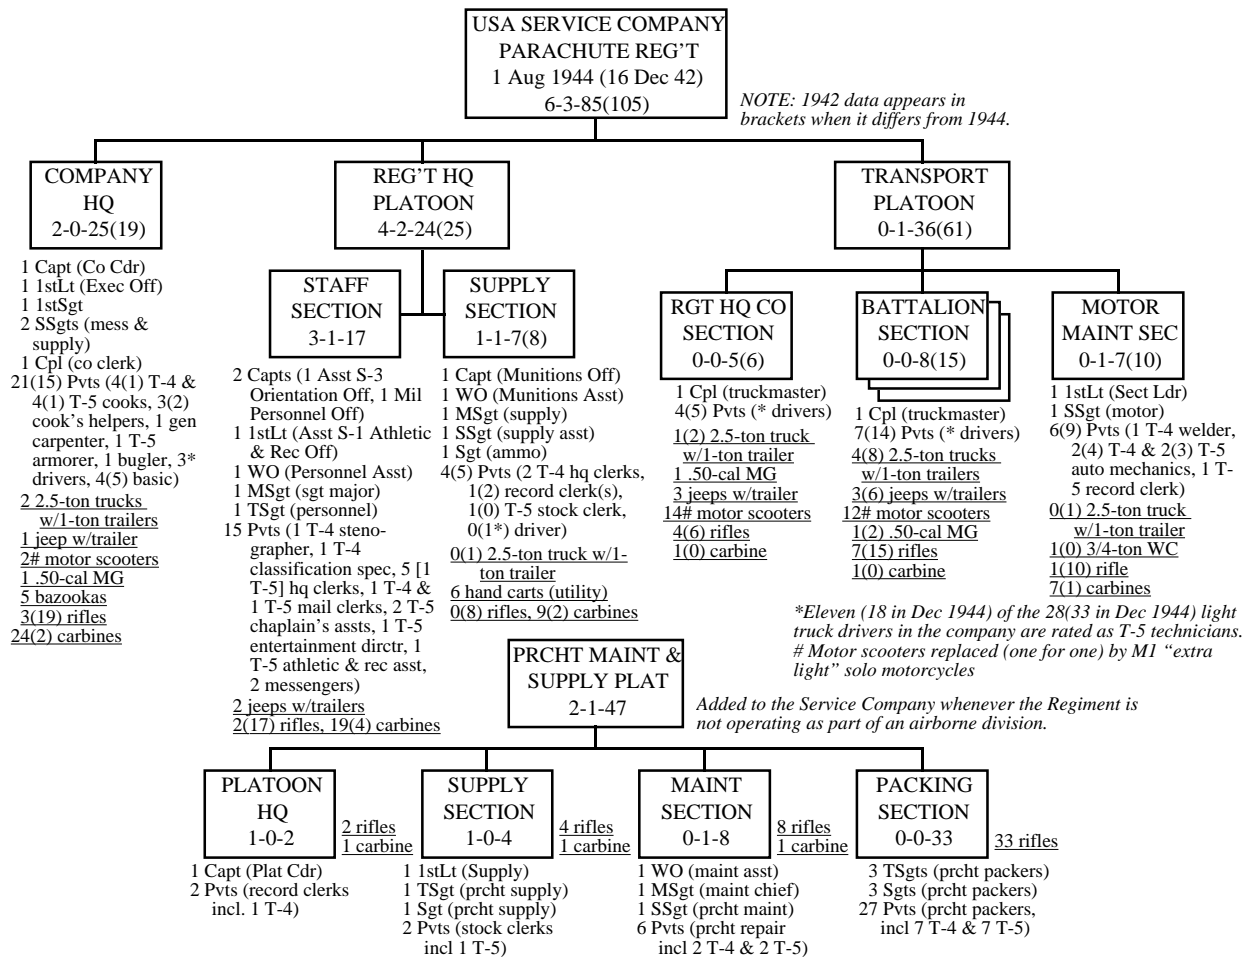 USA SERVICE COMPANY
PARACHUTE REG'T
1 Aug 1944 (16 Dec 42)
6-3-85(105)
NOTE: 1942 data appears in
brackets when it differs from 1944.
COMPANY
HQ
2-0-25(19)
1 Capt (Co Cdr)
1 1stLt (Exec Off)
1 1stSgt
2 SSgts (mess &
supply)
1 Cpl (co clerk)
21(15) Pvts (4(1) T-4 &
4(1) T-5 cooks, 3(2)
cook's helpers, 1 gen
carpenter, 1 T-5
armorer, 1 bugler, 3*
drivers, 4(5) basic)
2 2.5-ton trucks
w/1-ton trailers
1 jeep w/trailer
2# motor scooters
1 .50-cal MG
5 bazookas
3(19) rifles
24(2) carbines
REG'T HQ
PLATOON
4-2-24(25)
STAFF
SECTION
3-1-17
2 Capts (1 Asst S-3
Orientation Off, 1 Mil
Personnel Off)
1 1stLt (Asst S-1 Athletic
& Rec Off)
1 WO (Personnel Asst)
1 MSgt (sgt major)
1 TSgt (personnel)
15 Pvts (1 T-4 steno-
grapher, 1 T-4
classification spec, 5 [1
T-5] hq clerks, 1 T-4 &
1 T-5 mail clerks, 2 T-5
chaplain's assts, 1 T-5
entertainment dirctr, 1
T-5 athletic & rec asst,
2 messengers)
2 jeeps w/trailers
2(17) rifles, 19(4) carbines
SUPPLY
SECTION
1-1-7(8)
1 Capt (Munitions Off)
1 WO (Munitions Asst)
1 MSgt (supply)
1 SSgt (supply asst)
1 Sgt (ammo)
4(5) Pvts (2 T-4 hq clerks,
1(2) record clerk(s),
1(0) T-5 stock clerk,
0(1*) driver)
0(1) 2.5-ton truck w/1-
ton trailer
6 hand carts (utility)
0(8) rifles, 9(2) carbines
TRANSPORT
PLATOON
0-1-36(61)
RGT HQ CO
SECTION
0-0-5(6)
1 Cpl (truckmaster)
4(5) Pvts (* drivers)
1(2) 2.5-ton truck
w/1-ton trailer
1 .50-cal MG
3 jeeps w/trailer
14# motor scooters
4(6) rifles
1(0) carbine
BATTALION
SECTION
0-0-8(15)
1 Cpl (truckmaster)
7(14) Pvts (* drivers)
4(8) 2.5-ton trucks
w/1-ton trailers
3(6) jeeps w/trailers
12# motor scooters
1(2) .50-cal MG
7(15) rifles
1(0) carbine
MOTOR
MAINT SEC
0-1-7(10)
1 1stLt (Sect Ldr)
1 SSgt (motor)
6(9) Pvts (1 T-4 welder,
2(4) T-4 & 2(3) T-5
auto mechanics, 1 T-
5 record clerk)
0(1) 2.5-ton truck
w/1-ton trailer
1(0) 3/4-ton WC
1(10) rifle
7(1) carbines
*Eleven (18 in Dec 1944) of the 28(33 in Dec 1944) light
truck drivers in the company are rated as T-5 technicians.
# Motor scooters replaced (one for one) by M1 “extra
light” solo motorcycles
PRCHT MAINT &
SUPPLY PLAT
2-1-47
Added to the Service Company whenever the Regiment is
not operating as part of an airborne division.
PLATOON
HQ
1-0-2
2 rifles
1 carbine
1 Capt (Plat Cdr)
2 Pvts (record clerks
incl. 1 T-4)
SUPPLY
SECTION
1-0-4
4 rifles
1 carbine
1 1stLt (Supply)
1 TSgt (prcht supply)
1 Sgt (prcht supply)
2 Pvts (stock clerks
incl 1 T-5)
MAINT
SECTION
0-1-8
8 rifles
1 carbine
1 WO (maint asst)
1 MSgt (maint chief)
1 SSgt (prcht maint)
6 Pvts (prcht repair
incl 2 T-4 & 2 T-5)
PACKING
SECTION
0-0-33
33 rifles
3 TSgts (prcht packers)
3 Sgts (prcht packers)
27 Pvts (prcht packers,
incl 7 T-4 & 7 T-5)